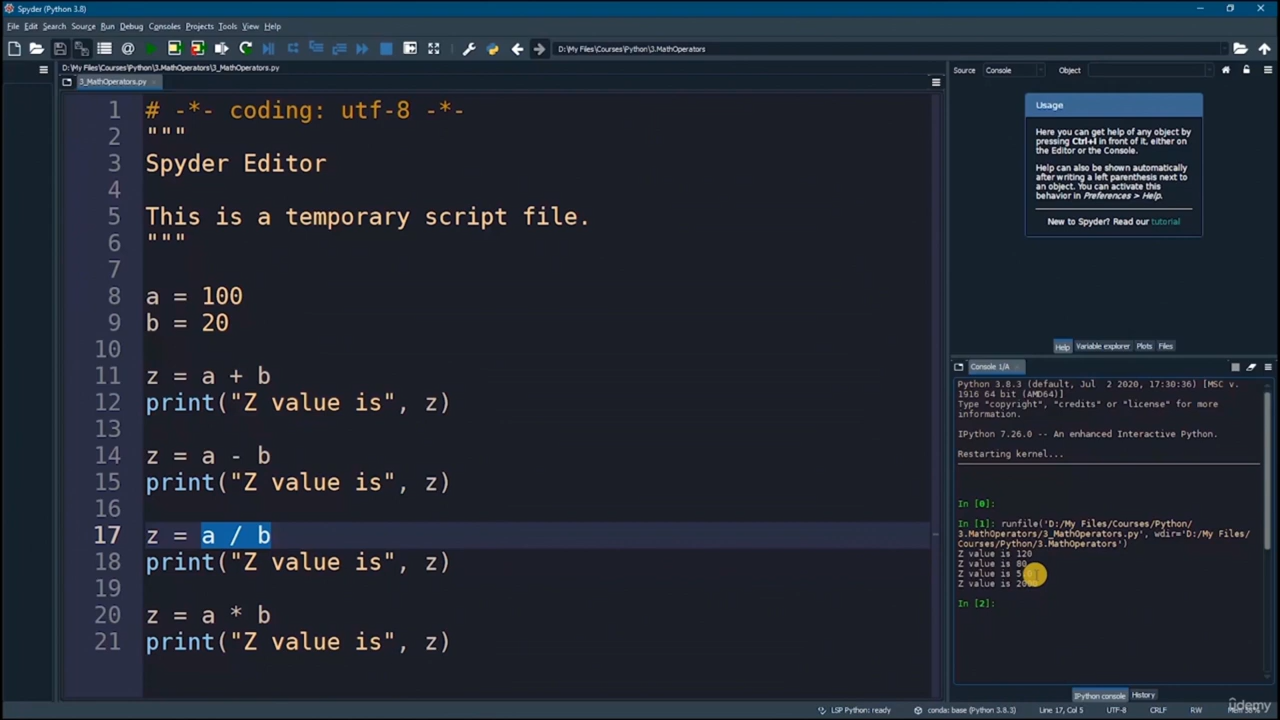 Spyder (Python 3.8)
File Edit Search Source Run Debug Consoles Projects Tools View Help
D:\My Files\Courses\Python\3.MathOperators
D:\My Files\Courses\Python\3.MathOperators\3_MathOperators.py
3_MathOperators.py
1 # -*- coding: utf-8 -*-
2 """
3 Spyder Editor
4
5 This is a temporary script file.
6 """
7
8 a = 100
9 b = 20
10
11 z = a + b
12 print("Z value is", z)
13
14 z = a - b
15 print("Z value is", z)
16
17 z = a / b
18 print("Z value is", z)
19
20 z = a * b
21 print("Z value is", z)
Source Console Object
Usage
Here you can get help of any object by
pressing Ctrl+I in front of it, either on
the Editor or the Console.
Help can also be shown automatically
after writing a left parenthesis next to
an object. You can activate this
behavior in Preferences > Help.
New to Spyder? Read our tutorial
Help Variable explorer Plots Files
Console 1/A
Python 3.8.3 (default, Jul 2 2020, 17:30:36) [MSC v.
1916 64 bit (AMD64)]
Type "copyright", "credits" or "license" for more
information.
IPython 7.26.0 -- An enhanced Interactive Python.
Restarting kernel...
In [0]:
In [1]: runfile('D:/My Files/Courses/Python/
3.MathOperators/3_MathOperators.py', wdir='D:/My Files/
Courses/Python/3.MathOperators')
Z value is 120
Z value is 80
Z value is 5.0
Z value is 2000
In [2]:
IPython console History
LSP Python: ready conda: base (Python 3.8.3) Line 17, Col 5 UTF-8 CRLF RW
udemy